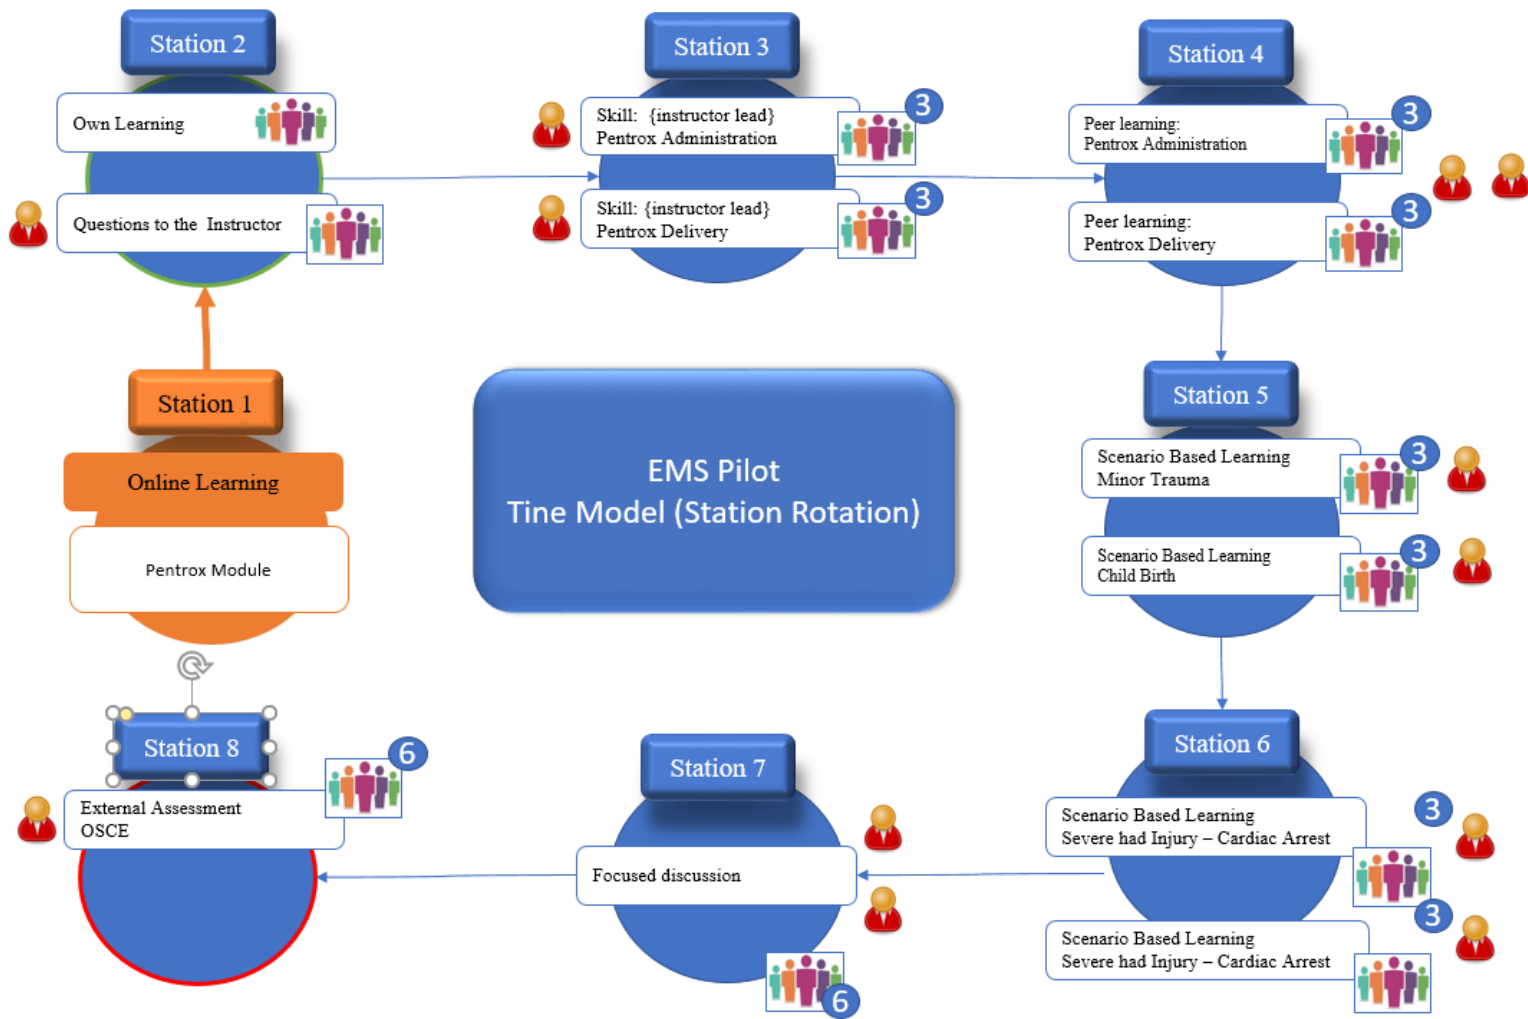 Station 2
Own Learning
Questions to the Instructor
Station 3
Skill: {instructor lead}
Pentrox Administration
3
Skill: {instructor lead}
Pentrox Delivery
3
Station 4
Peer learning:
Pentrox Administration
3
Peer learning:
Pentrox Delivery
3
Station 1
Online Learning
Pentrox Module
EMS Pilot
Tine Model (Station Rotation)
Station 5
Scenario Based Learning
Minor Trauma
3
Scenario Based Learning
Child Birth
3
Station 8
External Assessment
OSCE
6
Station 7
Focused discussion
6
Station 6
Scenario Based Learning
Severe had Injury – Cardiac Arrest
3
Scenario Based Learning
Severe had Injury – Cardiac Arrest
3